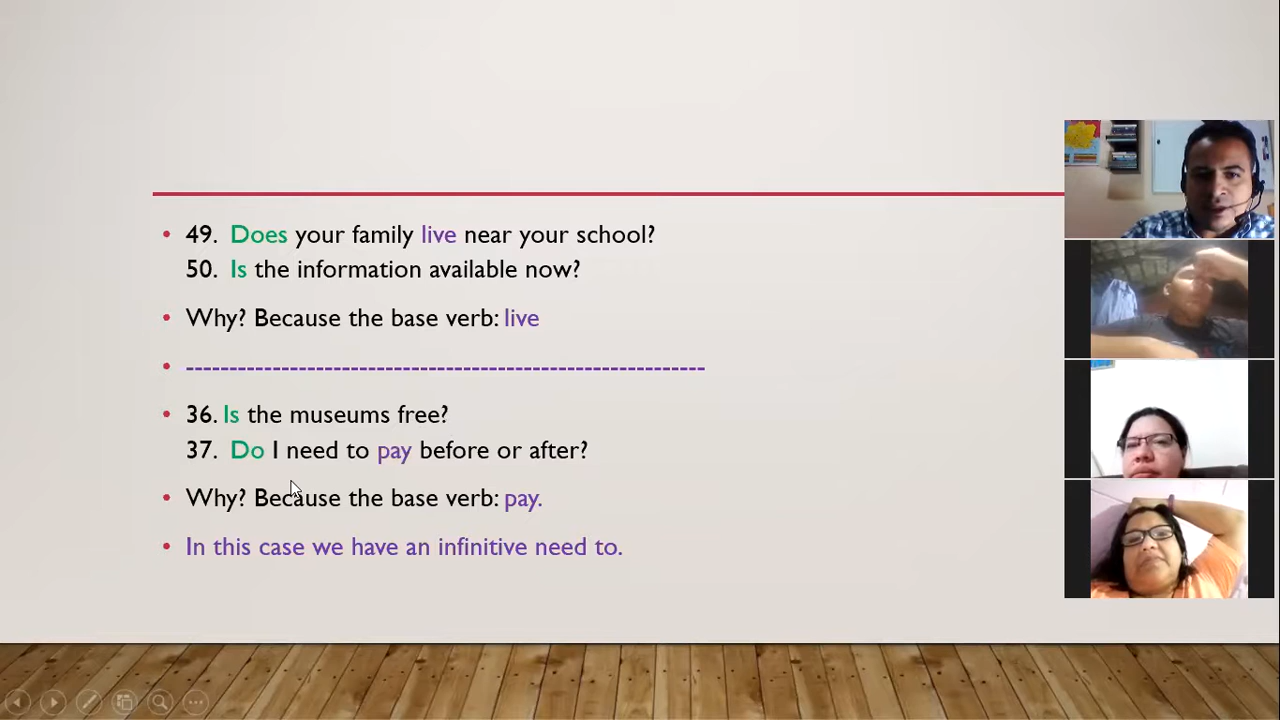 49. Does your family live near your school?
50. Is the information available now?
Why? Because the base verb: live
------------------------------------------------------------
36. Is the museums free?
37. Do I need to pay before or after?
Why? Because the base verb: pay.
In this case we have an infinitive need to.